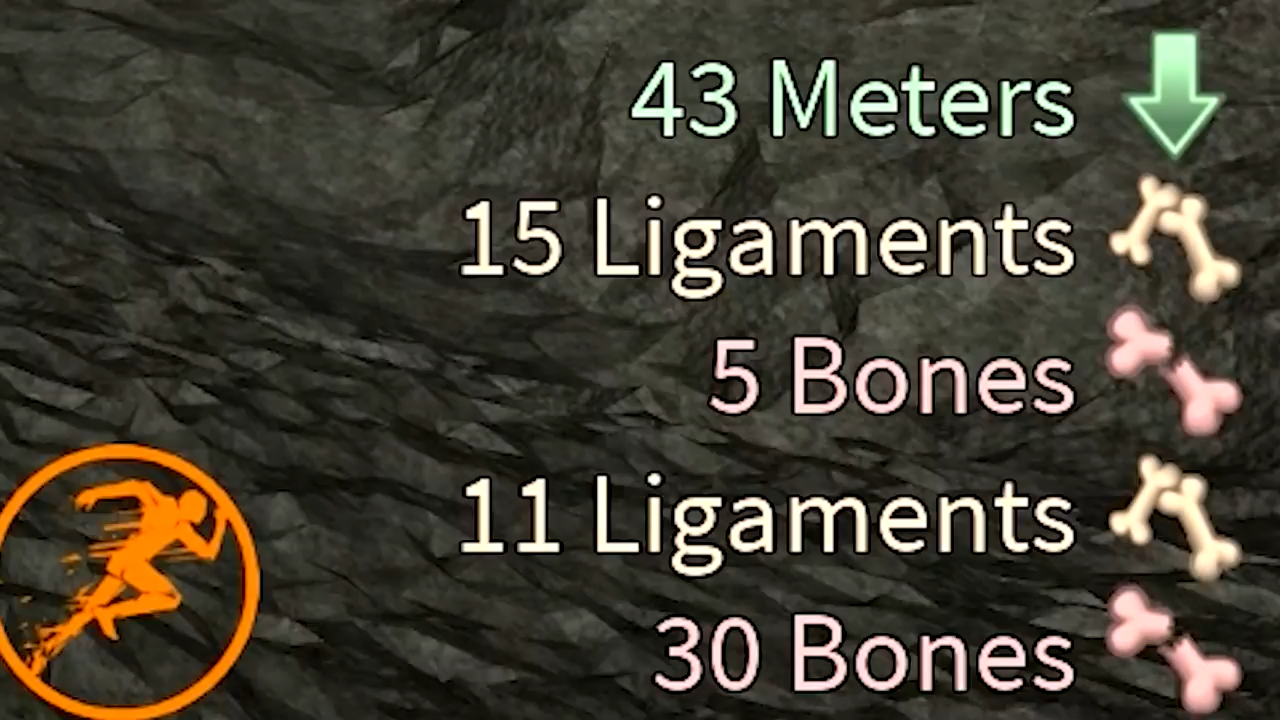 43 Meters
15 Ligaments
5 Bones
11 Ligaments
30 Bones